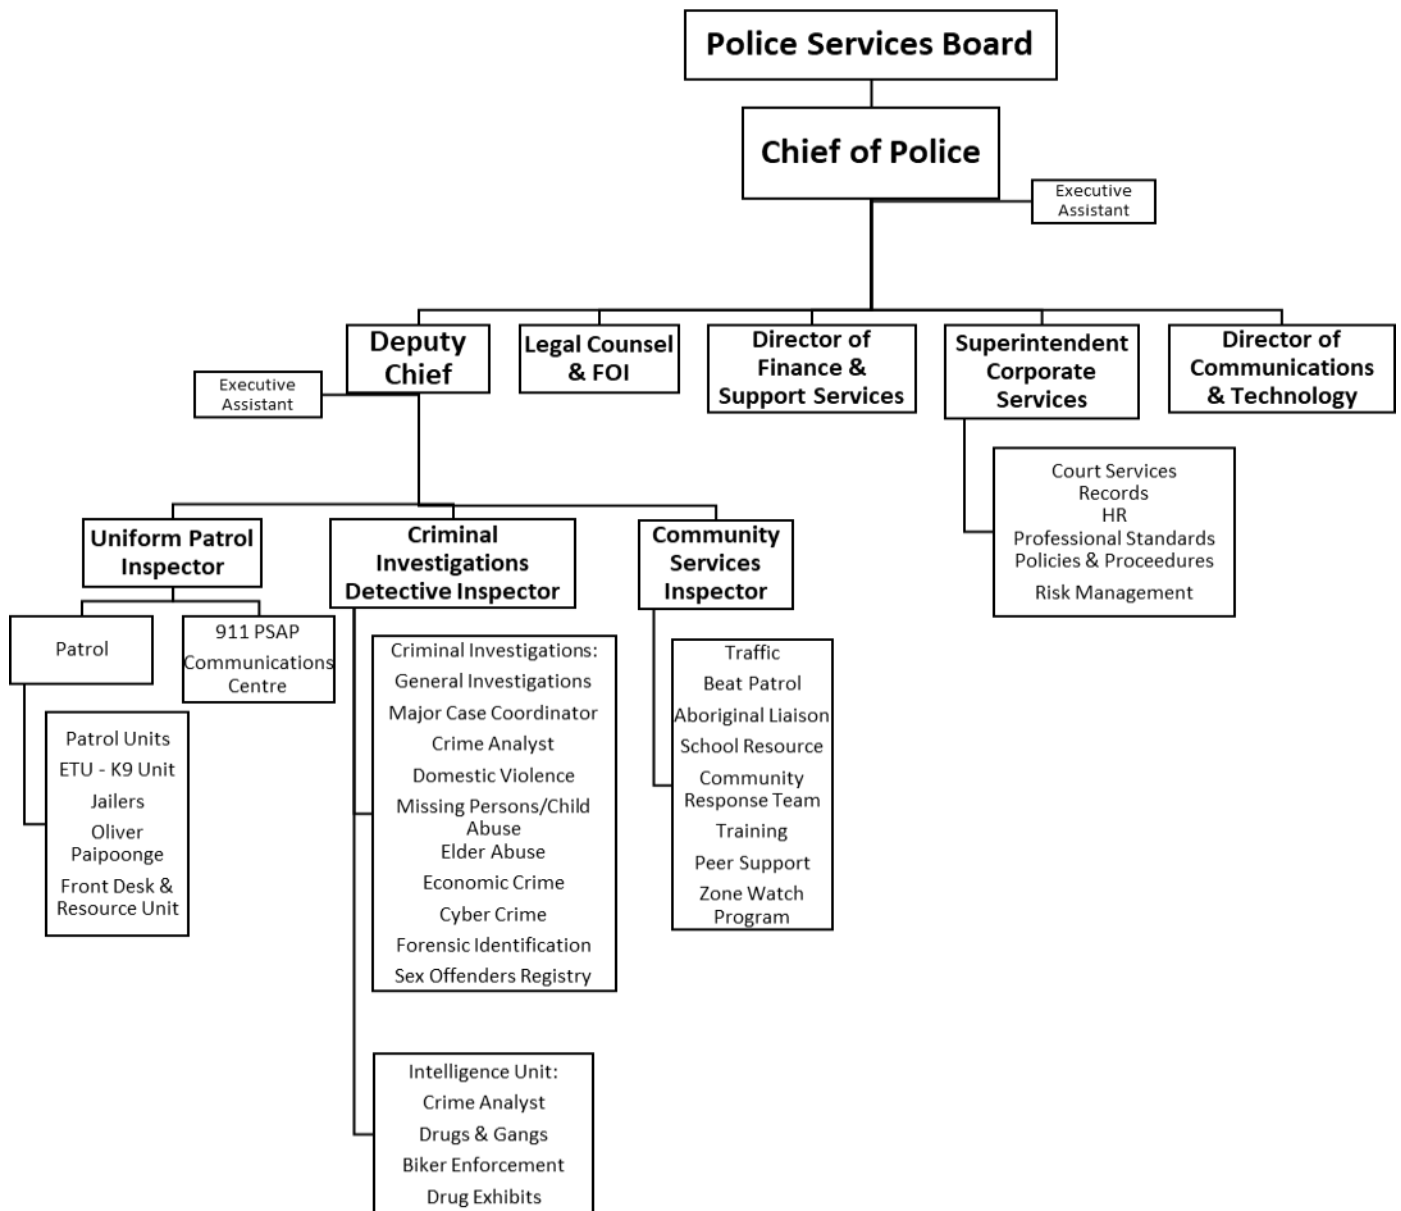 Police Services Board
Chief of Police
Executive
Assistant
Deputy
Chief
Legal Counsel
& FOI
Director of
Finance &
Support Services
Superintendent
Corporate
Services
Director of
Communications
& Technology
Executive
Assistant
Court Services
Records
HR
Professional Standards
Policies & Proceedures
Risk Management
Uniform Patrol
Inspector
Criminal
Investigations
Detective Inspector
Community
Services
Inspector
Patrol
911 PSAP
Communications
Centre
Patrol Units
ETU - K9 Unit
Jailers
Oliver
Paipoonge
Front Desk &
Resource Unit
Criminal Investigations:
General Investigations
Major Case Coordinator
Crime Analyst
Domestic Violence
Missing Persons/Child
Abuse
Elder Abuse
Economic Crime
Cyber Crime
Forensic Identification
Sex Offenders Registry
Traffic
Beat Patrol
Aboriginal Liaison
School Resource
Community
Response Team
Training
Peer Support
Zone Watch
Program
Intelligence Unit:
Crime Analyst
Drugs & Gangs
Biker Enforcement
Drug Exhibits